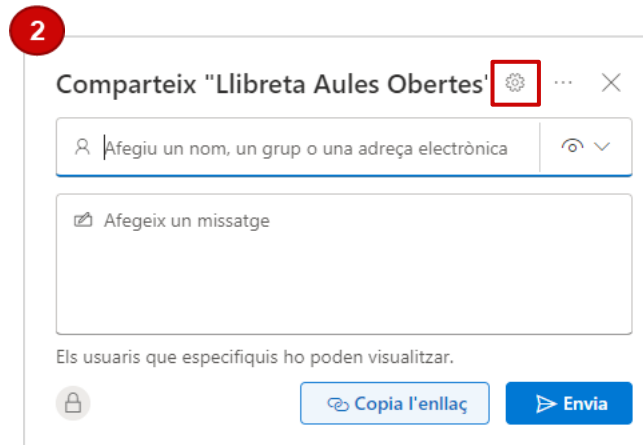 2
Comparteix "Llibreta Aules Obertes"
Afegiu un nom, un grup o una adreça electrònica
Afegeix un missatge
Els usuaris que especifiquis ho poden visualitzar.
Copia l'enllaç
Envia